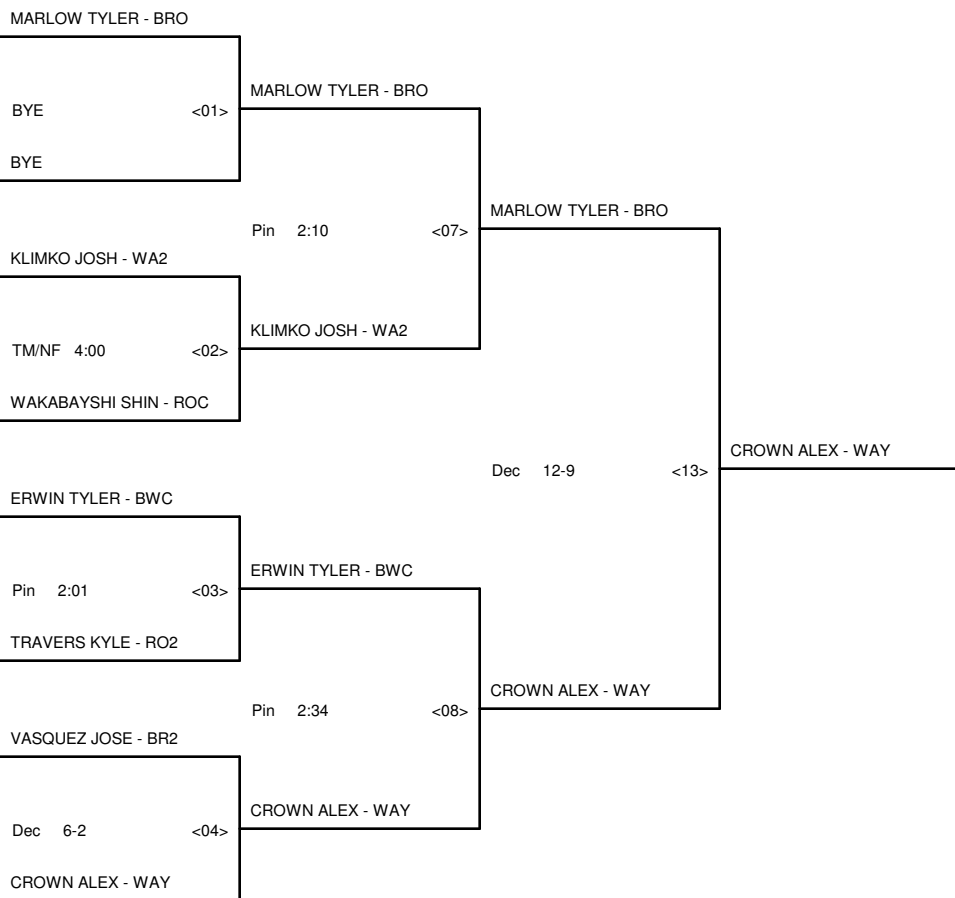 MARLOW TYLER - BRO
MARLOW TYLER - BRO
BYE <01>
BYE
MARLOW TYLER - BRO
Pin 2:10 <07>
KLIMKO JOSH - WA2
KLIMKO JOSH - WA2
TM/NF 4:00 <02>
WAKABAYSHI SHIN - ROC
CROWN ALEX - WAY
Dec 12-9 <13>
ERWIN TYLER - BWC
ERWIN TYLER - BWC
Pin 2:01 <03>
TRAVERS KYLE - RO2
CROWN ALEX - WAY
Pin 2:34 <08>
VASQUEZ JOSE - BR2
CROWN ALEX - WAY
Dec 6-2 <04>
CROWN ALEX - WAY